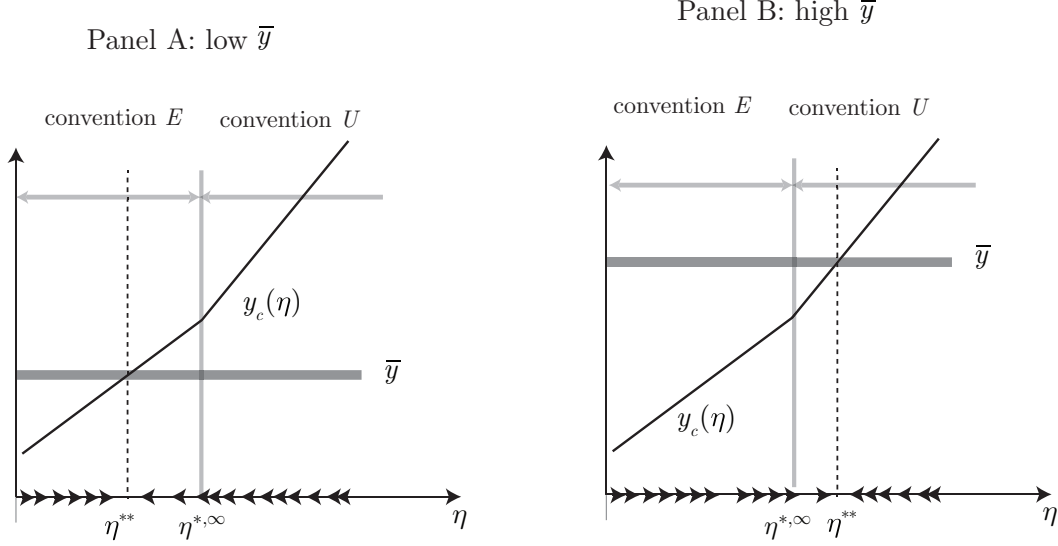 Panel A: low y̅
convention E
convention U
y_c(η)
y̅
η**
η*,∞
η
Panel B: high y̅
convention E
convention U
y̅
y_c(η)
η*,∞
η**
η